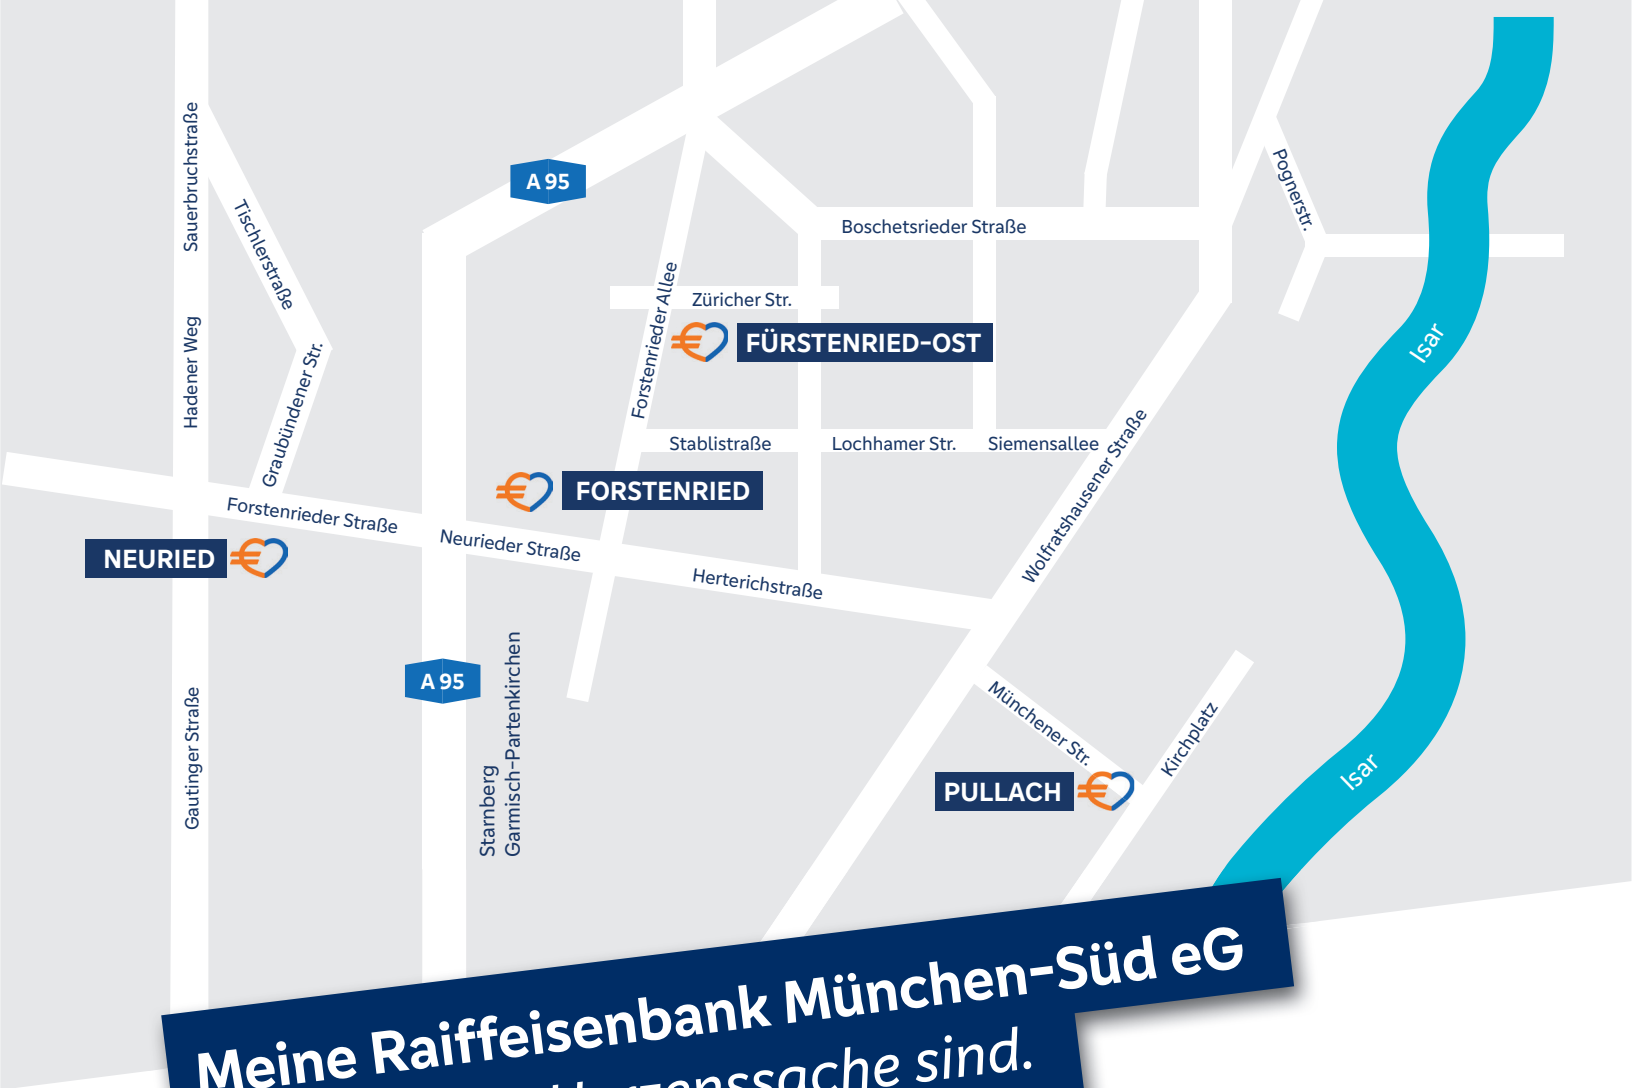 Sauerbruchstraße
Tischlerstraße
A 95
Pognerstr.
Boschetsrieder Straße
Züricher Str.
Forstenrieder Allee
FÜRSTENRIED-OST
Hadener Weg
Graubündener Str.
Isar
Stablistraße
Lochhamer Str.
Siemensallee
Wolfratshausener Straße
FORSTENRIED
Forstenrieder Straße
Neurieder Straße
NEURIED
Herterichstraße
A 95
Gautinger Straße
Starnberg
Garmisch-Partenkirchen
Münchener Str.
Kirchplatz
PULLACH
Isar
Meine Raiffeisenbank München-Süd eG
sind.